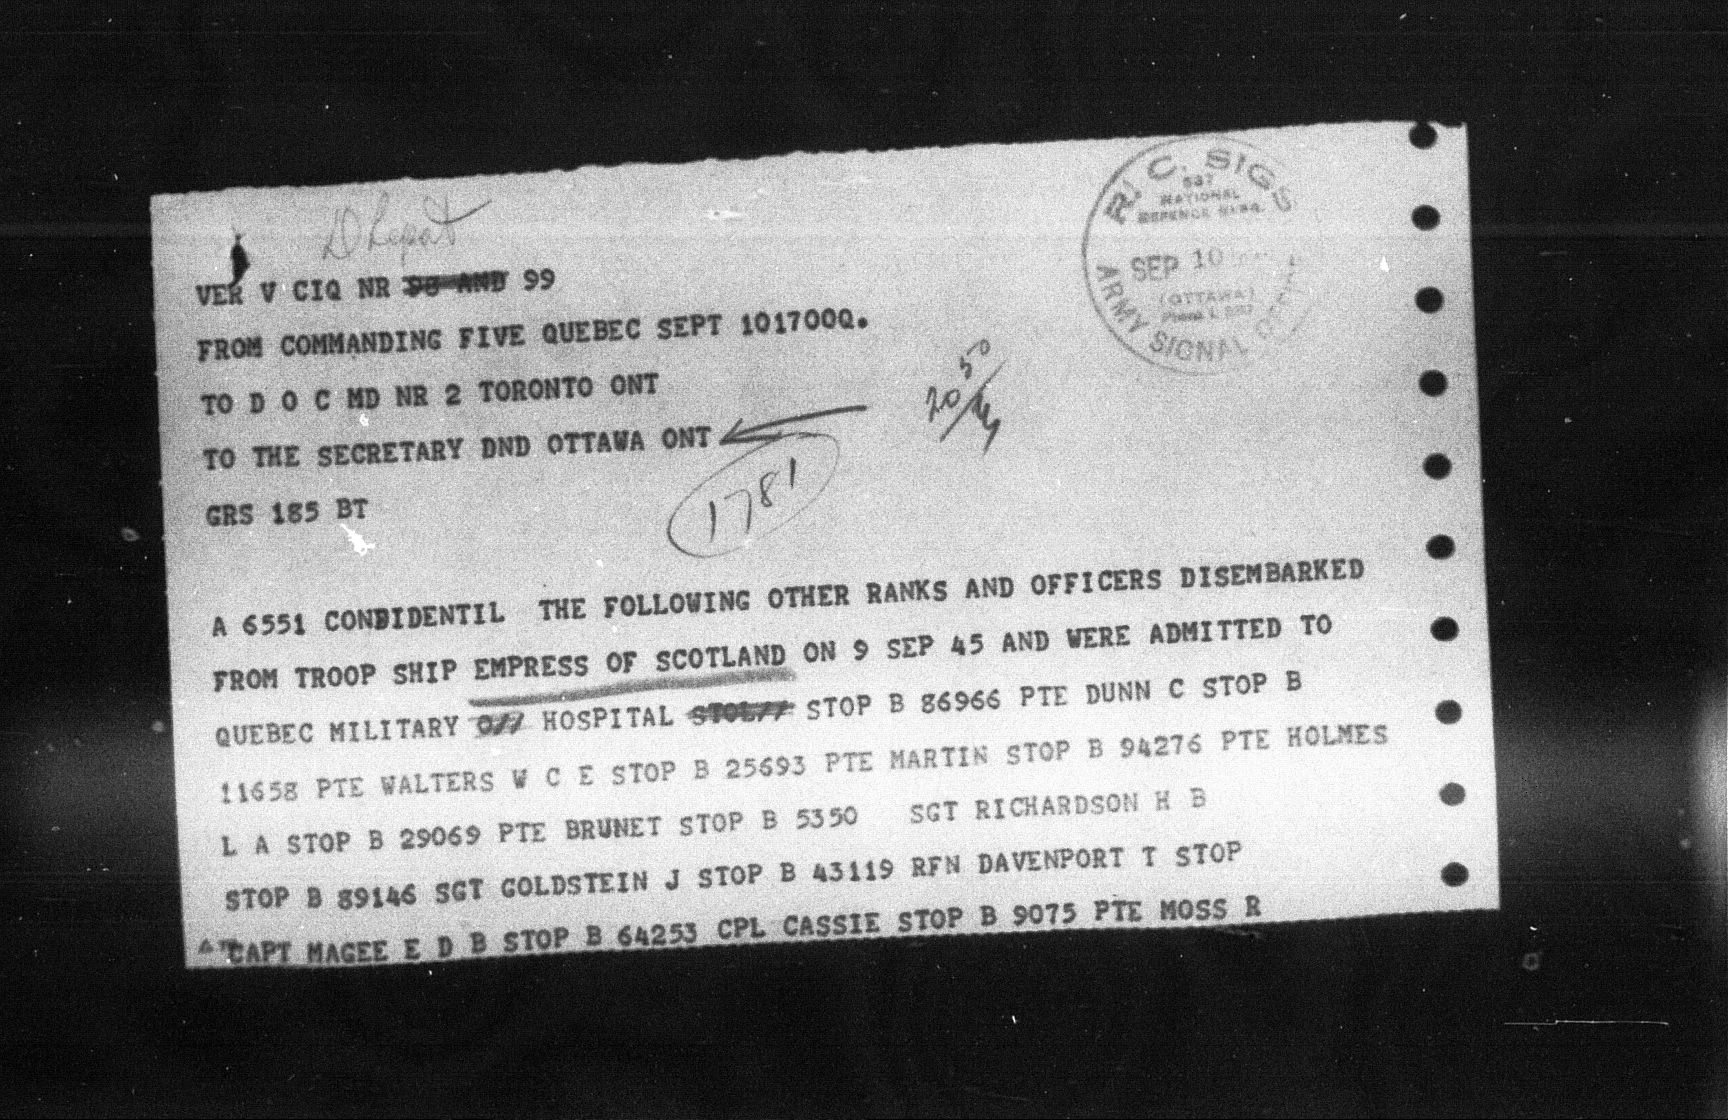 D Repat
R. C. SIGS
NATIONAL
DEFENCE HDQ.
SEP 10
(OTTAWA)
ARMY SIGNAL
VER V CIQ NR 98 AND 99
FROM COMMANDING FIVE QUEBEC SEPT 101700Q.
TO D O C MD NR 2 TORONTO ONT
2050
TO THE SECRETARY DND OTTAWA ONT
1781
GRS 185 BT
A 6551 CONBIDENTIL THE FOLLOWING OTHER RANKS AND OFFICERS DISEMBARKED
FROM TROOP SHIP EMPRESS OF SCOTLAND ON 9 SEP 45 AND WERE ADMITTED TO
QUEBEC MILITARY O// HOSPITAL STOL// STOP B 86966 PTE DUNN C STOP B
11658 PTE WALTERS W C E STOP B 25693 PTE MARTIN STOP B 94276 PTE HOLMES
L A STOP B 29069 PTE BRUNET STOP B 5350 SGT RICHARDSON H B
STOP B 89146 SGT GOLDSTEIN J STOP B 43119 RFN DAVENPORT T STOP
CAPT MAGEE E D B STOP B 64253 CPL CASSIE STOP B 9075 PTE MOSS R